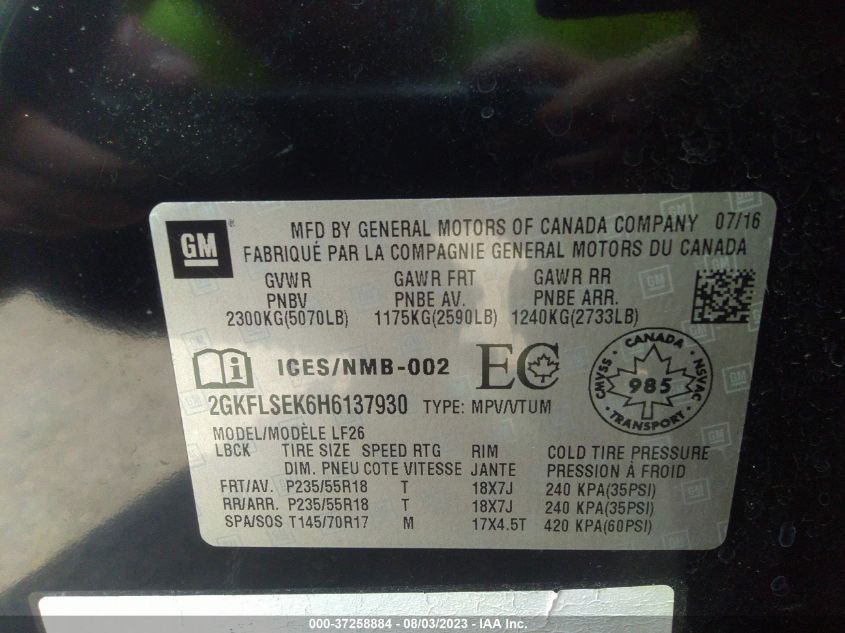 GM
MFD BY GENERAL MOTORS OF CANADA COMPANY 07/16
FABRIQUÉ PAR LA COMPAGNIE GENERAL MOTORS DU CANADA
GVWR GAWR FRT GAWR RR
PNBV PNBE AV. PNBE ARR.
2300KG(5070LB) 1175KG(2590LB) 1240KG(2733LB)
ICES/NMB-002 EC
CANADA CMVSS 985 NSVAC TRANSPORT
2GKFLSEK6H6137930 TYPE: MPV/VTUM
MODEL/MODÈLE LF26
LBCK TIRE SIZE SPEED RTG RIM COLD TIRE PRESSURE
DIM. PNEU COTE VITESSE JANTE PRESSION À FROID
FRT/AV. P235/55R18 T 18X7J 240 KPA(35PSI)
RR/ARR. P235/55R18 T 18X7J 240 KPA(35PSI)
SPA/SOS T145/70R17 M 17X4.5T 420 KPA(60PSI)
000-37258884 - 08/03/2023 - IAAI.com